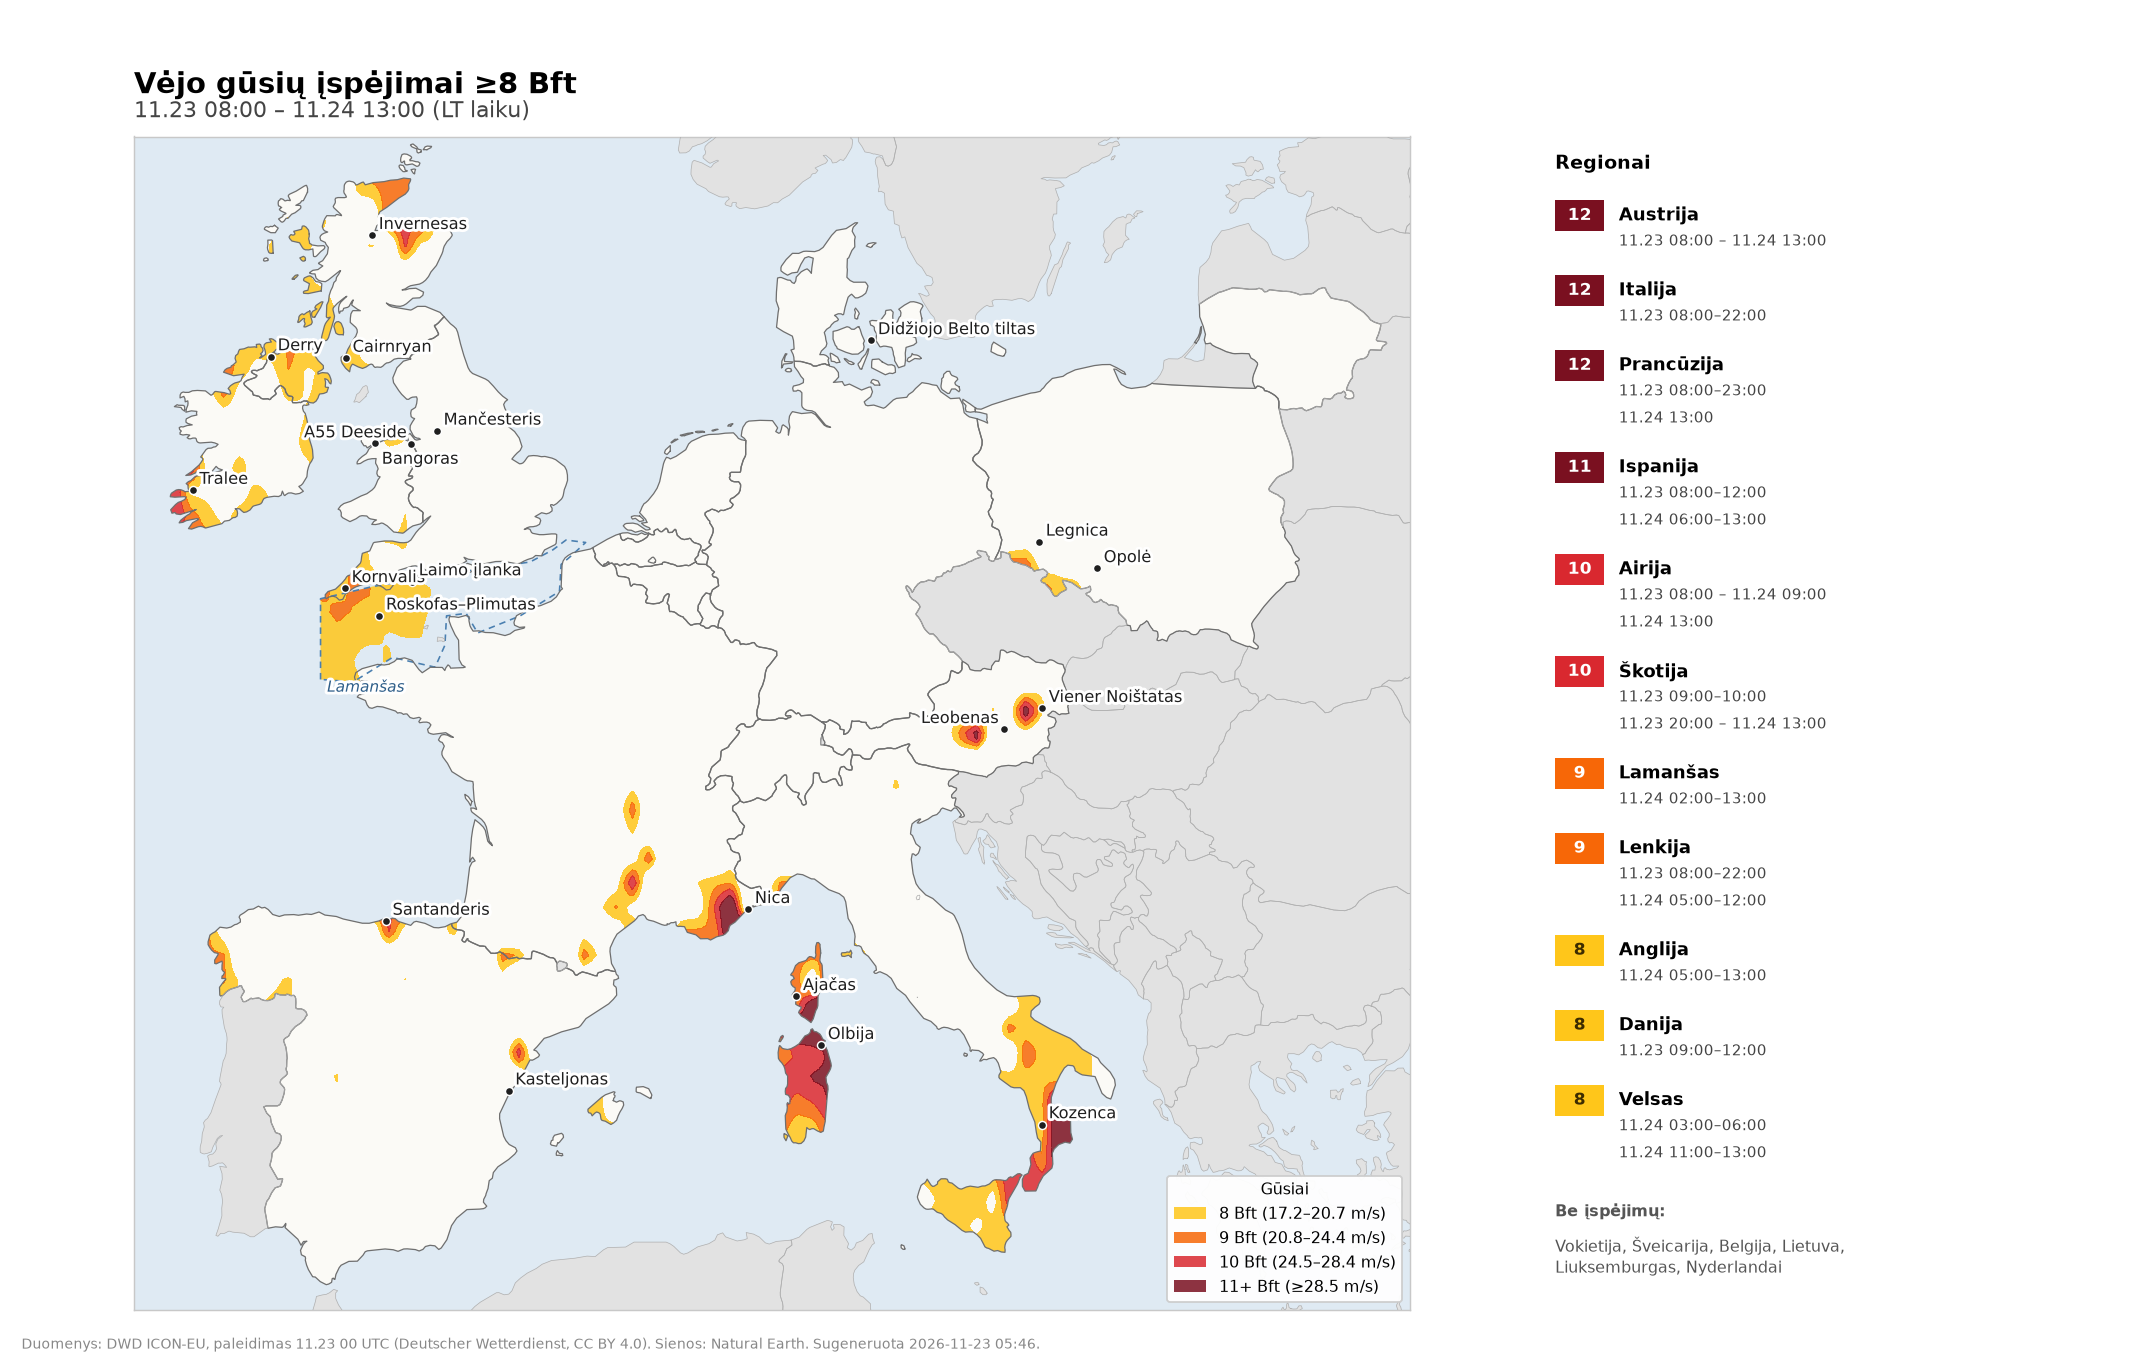 Vėjo gūsių įspėjimai ≥8 Bft
11.23 08:00 – 11.24 13:00 (LT laiku)
Invernesas
Derry
Cairnryan
Didžiojo Belto tiltas
Mančesteris
A55 Deeside
Bangoras
Tralee
Legnica
Opolė
Kornvalis
Laimo įlanka
Roskofas–Plimutas
Lamanšas
Viener Noištatas
Leobenas
Nica
Santanderis
Ajačas
Olbija
Kasteljonas
Kozenca
Gūsiai
8 Bft (17.2–20.7 m/s)
9 Bft (20.8–24.4 m/s)
10 Bft (24.5–28.4 m/s)
11+ Bft (≥28.5 m/s)
Regionai
12 Austrija
11.23 08:00 – 11.24 13:00
12 Italija
11.23 08:00–22:00
12 Prancūzija
11.23 08:00–23:00
11.24 13:00
11 Ispanija
11.23 08:00–12:00
11.24 06:00–13:00
10 Airija
11.23 08:00 – 11.24 09:00
11.24 13:00
10 Škotija
11.23 09:00–10:00
11.23 20:00 – 11.24 13:00
9 Lamanšas
11.24 02:00–13:00
9 Lenkija
11.23 08:00–22:00
11.24 05:00–12:00
8 Anglija
11.24 05:00–13:00
8 Danija
11.23 09:00–12:00
8 Velsas
11.24 03:00–06:00
11.24 11:00–13:00
Be įspėjimų:
Vokietija, Šveicarija, Belgija, Lietuva,
Liuksemburgas, Nyderlandai
Duomenys: DWD ICON-EU, paleidimas 11.23 00 UTC (Deutscher Wetterdienst, CC BY 4.0). Sienos: Natural Earth. Sugeneruota 2026-11-23 05:46.